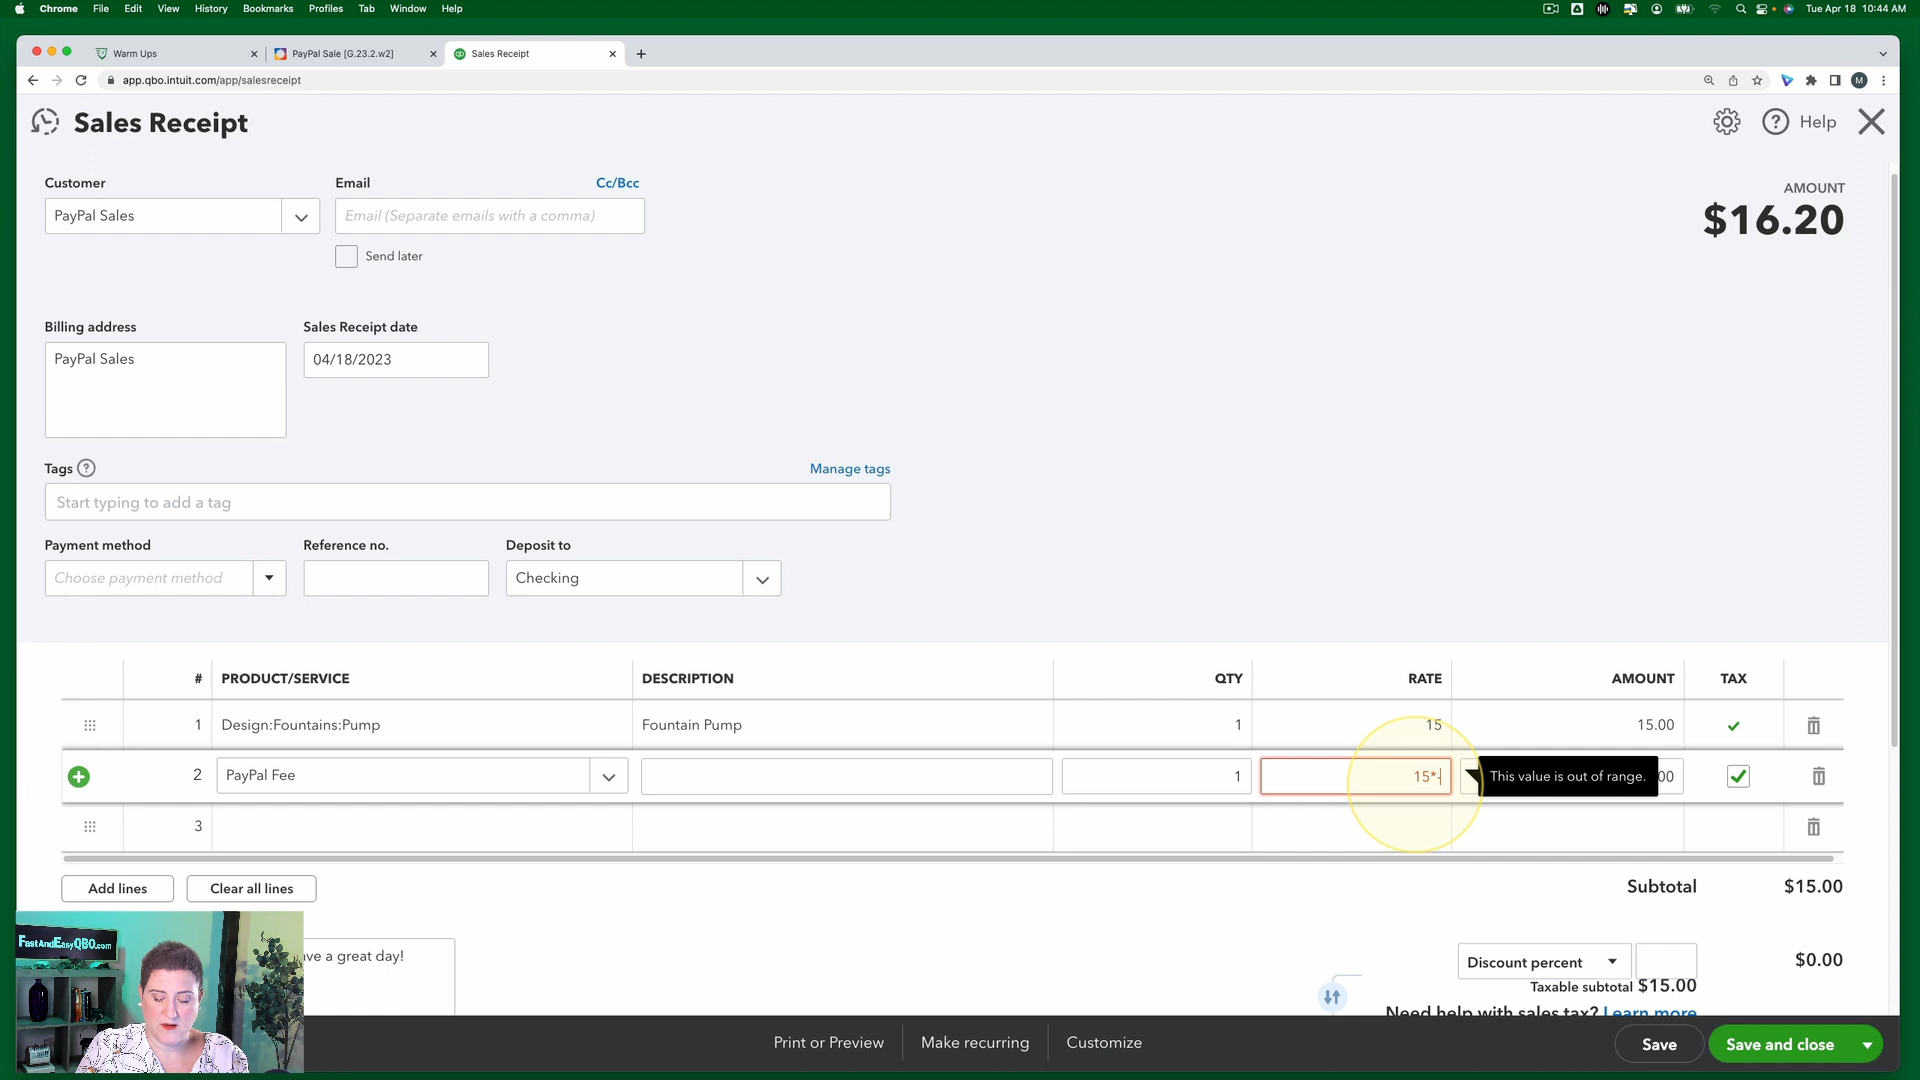 Chrome File Edit View History Bookmarks Profiles Tab Window Help
Tue Apr 18 10:44 AM
Warm Ups
PayPal Sale [G.23.2.w2]
Sales Receipt
app.qbo.intuit.com/app/salesreceipt
M
Sales Receipt
Help
Customer
Email
Cc/Bcc
AMOUNT
PayPal Sales
Email (Separate emails with a comma)
$16.20
Send later
Billing address
Sales Receipt date
PayPal Sales
04/18/2023
Tags ?
Manage tags
Start typing to add a tag
Payment method
Reference no.
Deposit to
Choose payment method
Checking
# PRODUCT/SERVICE DESCRIPTION QTY RATE AMOUNT TAX
1 Design:Fountains:Pump Fountain Pump 1 15 15.00
2 PayPal Fee 1 15*- This value is out of range. 00
3
Add lines
Clear all lines
Subtotal $15.00
FastAndEasyQBO.com
ve a great day!
Discount percent
$0.00
Taxable subtotal $15.00
Need help with sales tax? Learn more
Print or Preview
Make recurring
Customize
Save
Save and close